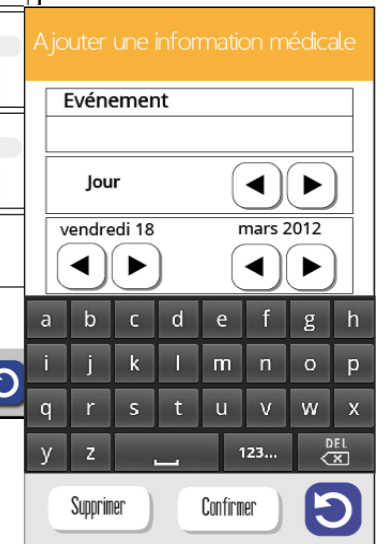 Ajouter une information médicale
Evénement
Jour
vendredi 18 mars 2012
a b c d e f g h
i j k l m n o p
q r s t u v w x
y z 123... DEL
Supprimer Confirmer